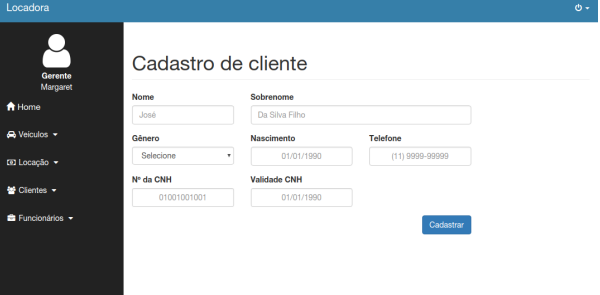 Locadora
Gerente
Margaret
Home
Veículos
Locação
Clientes
Funcionários
Cadastro de cliente
Nome Sobrenome
José Da Silva Filho
Gênero Nascimento Telefone
Selecione 01/01/1990 (11) 9999-99999
Nº da CNH Validade CNH
01001001001 01/01/1990
Cadastrar